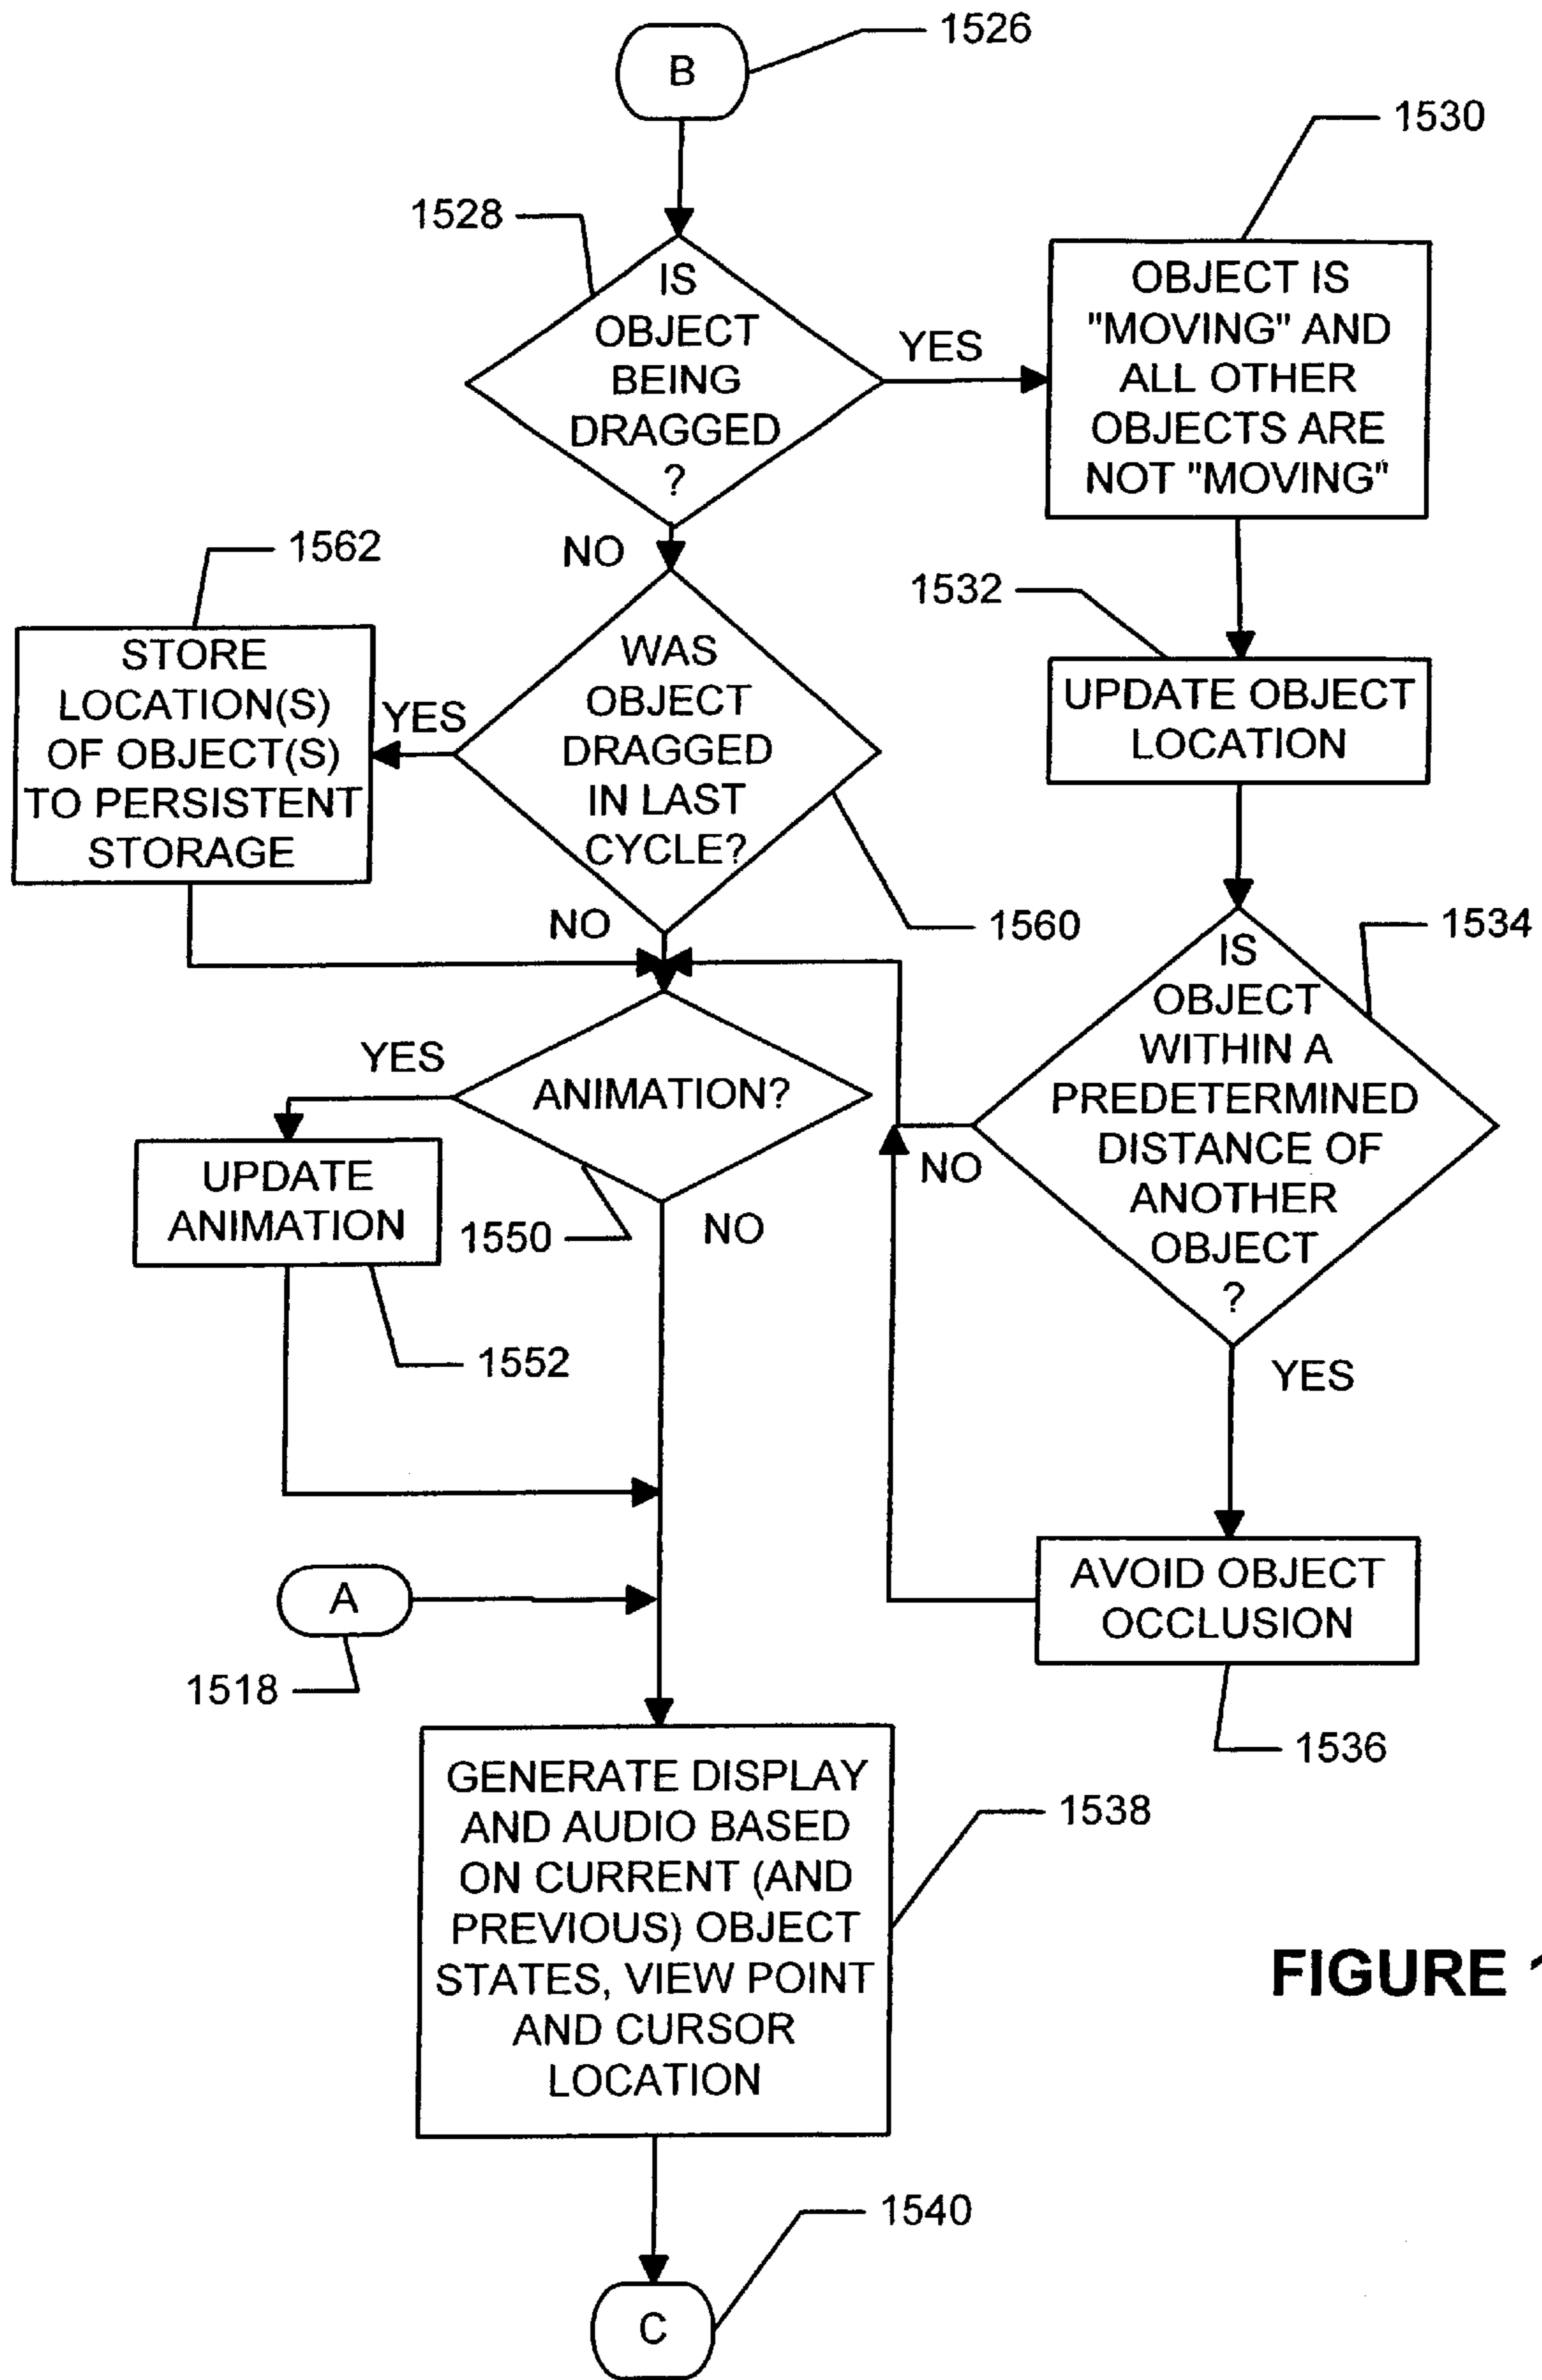 B
1526
1530
1528
IS
OBJECT
BEING
DRAGGED
?
YES
OBJECT IS
"MOVING" AND
ALL OTHER
OBJECTS ARE
NOT "MOVING"
NO
1562
1532
STORE
LOCATION(S)
OF OBJECT(S)
TO PERSISTENT
STORAGE
YES
WAS
OBJECT
DRAGGED
IN LAST
CYCLE?
UPDATE OBJECT
LOCATION
NO
1560
1534
IS
OBJECT
WITHIN A
PREDETERMINED
DISTANCE OF
ANOTHER
OBJECT
?
YES
ANIMATION?
NO
UPDATE
ANIMATION
1550
NO
1552
YES
A
AVOID OBJECT
OCCLUSION
1518
1536
GENERATE DISPLAY
AND AUDIO BASED
ON CURRENT (AND
PREVIOUS) OBJECT
STATES, VIEW POINT
AND CURSOR
LOCATION
1538
FIGURE
1540
C